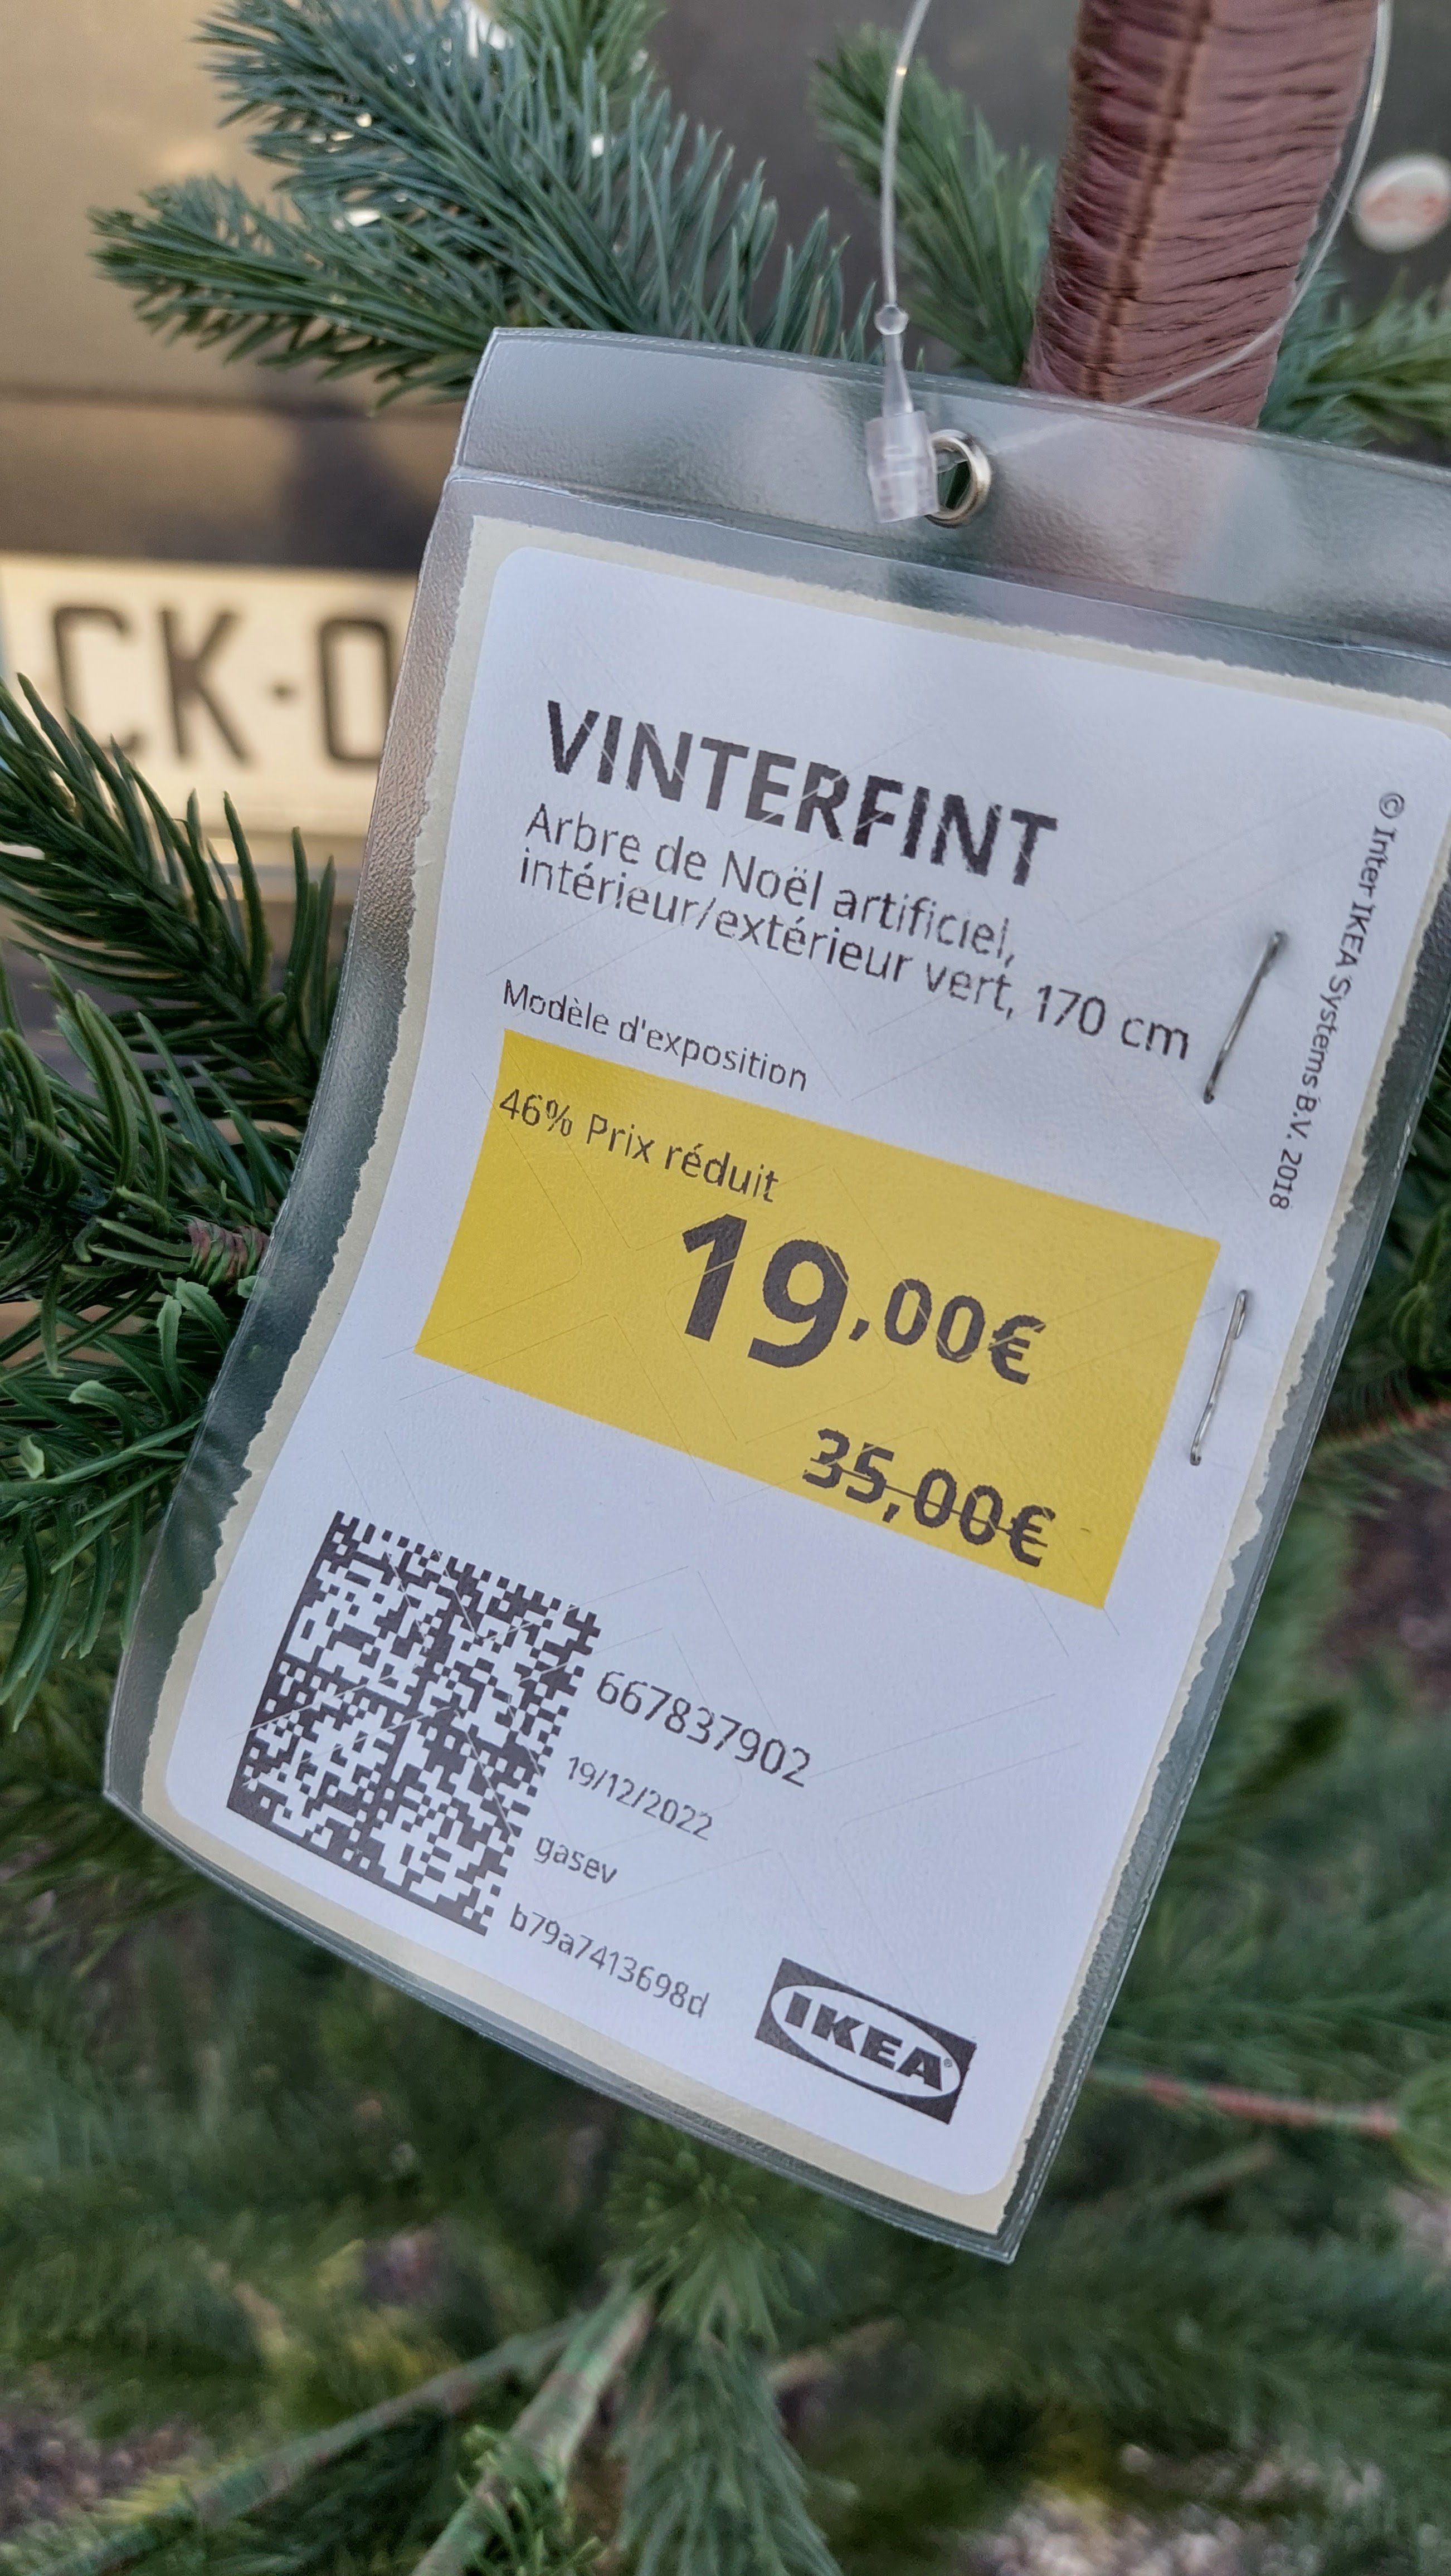 CK-0
VINTERFINT
Arbre de Noël artificiel,
intérieur/extérieur vert, 170 cm
Modèle d'exposition
46% Prix réduit
19,00€
35,00€
667837902
19/12/2022
gasev
b79a7413698d
IKEA®
© Inter IKEA Systems B.V. 2018